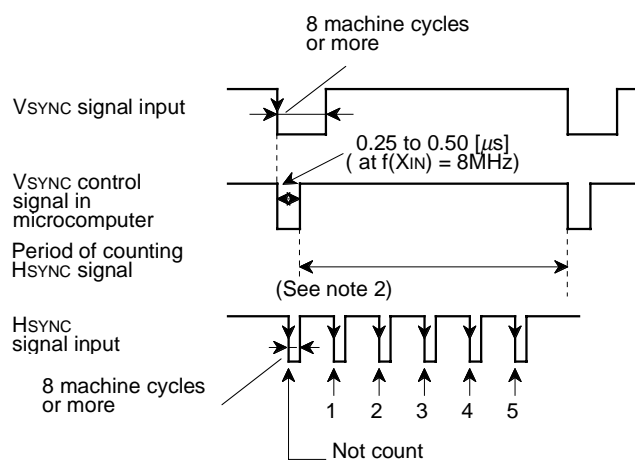 8 machine cycles
or more
VSYNC signal input
0.25 to 0.50 [μs]
( at f(XIN) = 8MHz)
VSYNC control
signal in
microcomputer
Period of counting
HSYNC signal
(See note 2)
HSYNC
signal input
8 machine cycles
or more
1 2 3 4 5
Not count